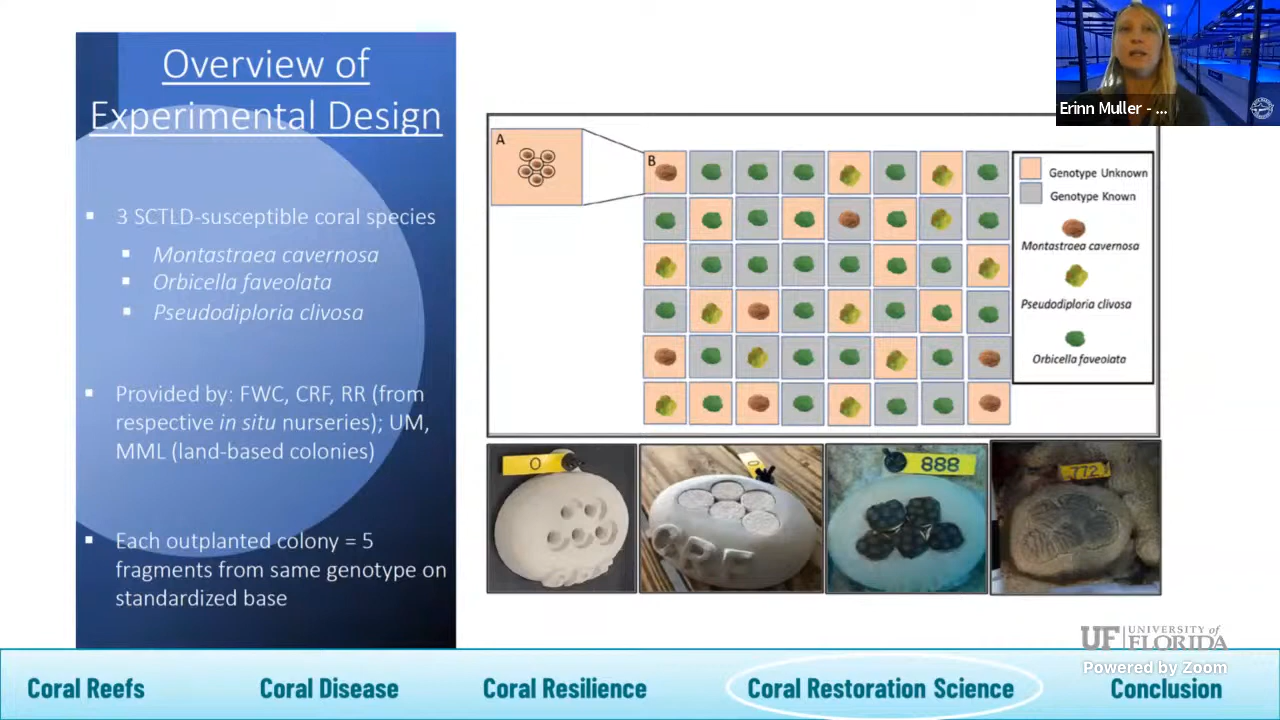 Overview of
Experimental Design
▪ 3 SCTLD-susceptible coral species
▪ Montastraea cavernosa
▪ Orbicella faveolata
▪ Pseudodiploria clivosa
▪ Provided by: FWC, CRF, RR (from
respective in situ nurseries); UM,
MML (land-based colonies)
▪ Each outplanted colony = 5
fragments from same genotype on
standardized base
A
B
Genotype Unknown
Genotype Known
Montastraea cavernosa
Pseudodiploria clivosa
Orbicella faveolata
0
CRF
888
772
Erinn Muller - ...
UF UNIVERSITY of
FLORIDA
Powered by Zoom
Coral Reefs
Coral Disease
Coral Resilience
Coral Restoration Science
Conclusion